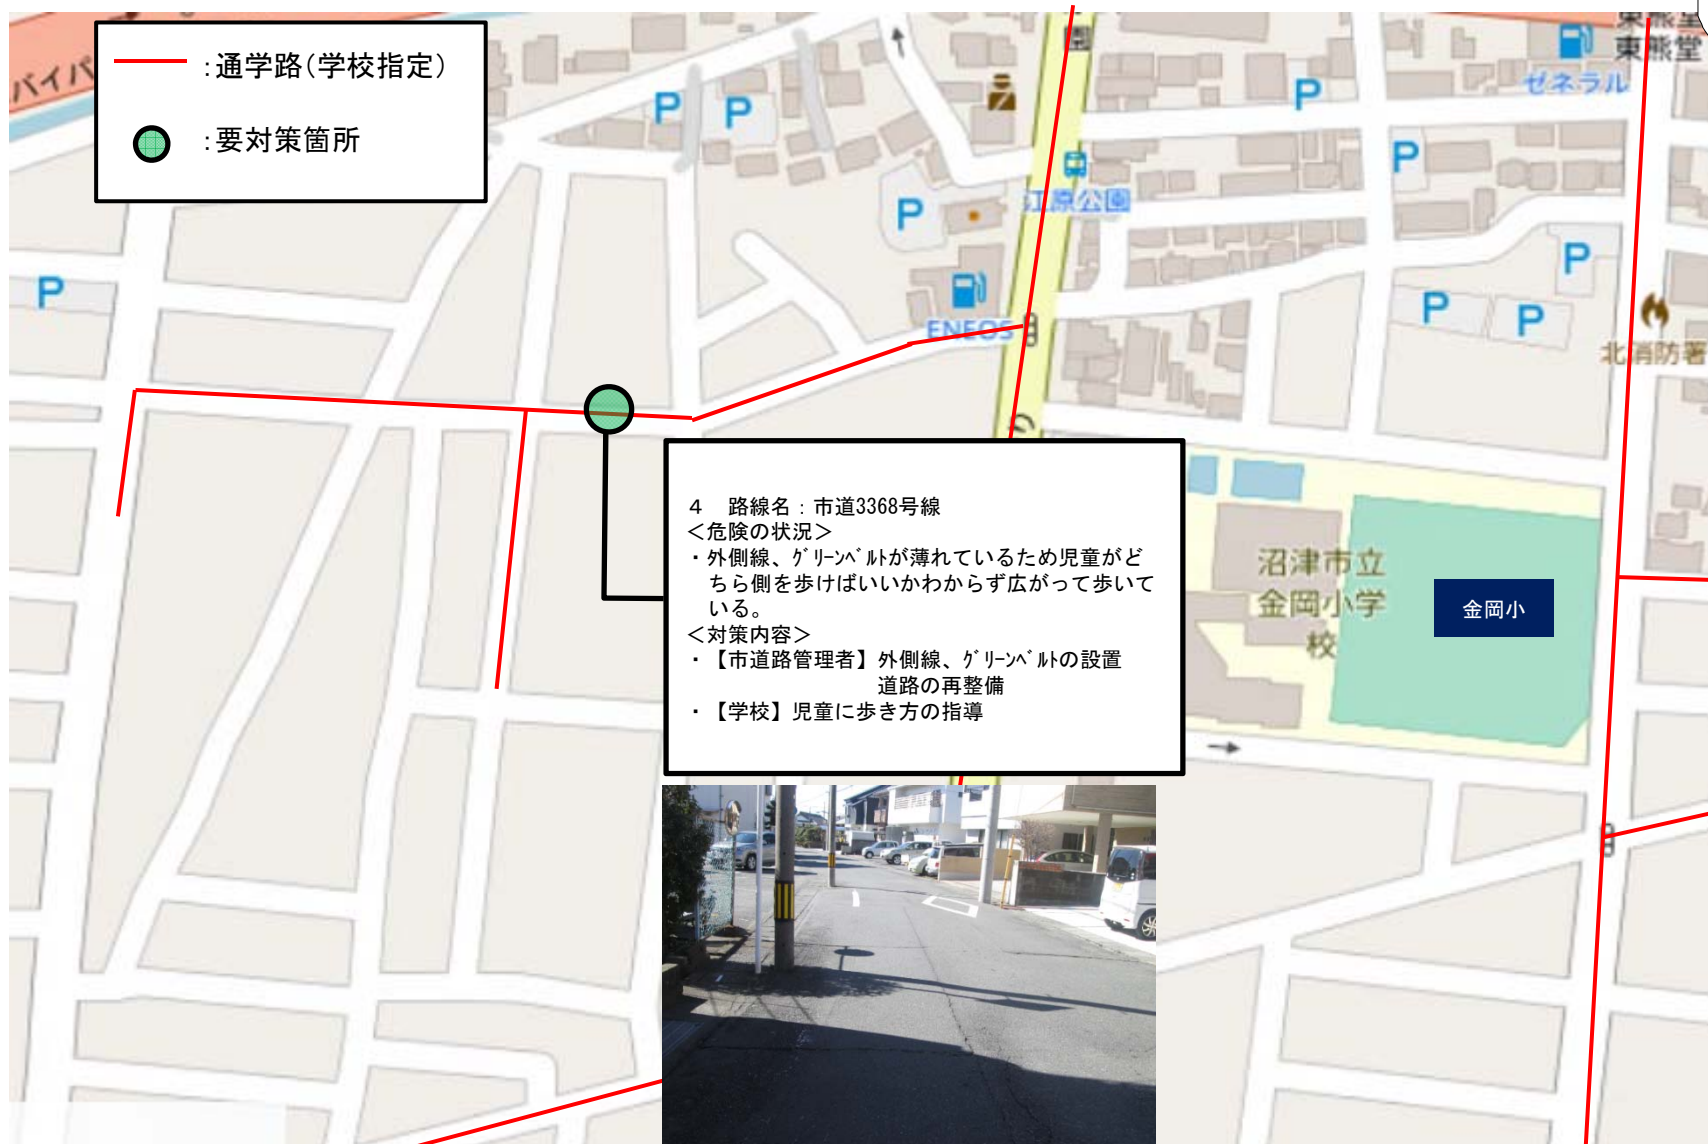 東熊堂
東熊堂
バイパ
：通学路(学校指定)
：要対策箇所
園
P
P
P
P
ゼネラル
江原公園
P
P
P
P
P
P
ENEOS
北消防署
4　路線名：市道3368号線
＜危険の状況＞
・外側線、ｸﾞﾘｰﾝﾍﾞﾙﾄが薄れているため児童がど
ちら側を歩けばいいかわからず広がって歩いて
いる。
＜対策内容＞
・【市道路管理者】外側線、ｸﾞﾘｰﾝﾍﾞﾙﾄの設置
道路の再整備
・【学校】児童に歩き方の指導
沼津市立
金岡小学
校
金岡小